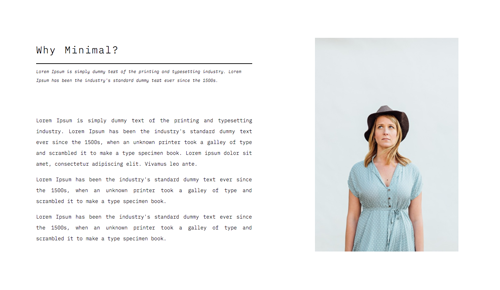 Why Minimal?
Lorem Ipsum is simply dummy text of the printing and typesetting industry. Lorem
Ipsum has been the industry's standard dummy text ever since the 1500s.
Lorem Ipsum is simply dummy text of the printing and typesetting
industry. Lorem Ipsum has been the industry's standard dummy text
ever since the 1500s, when an unknown printer took a galley of type
and scrambled it to make a type specimen book. Lorem ipsum dolor sit
amet, consectetur adipiscing elit. Vivamus leo ante.
Lorem Ipsum has been the industry's standard dummy text ever since
the 1500s, when an unknown printer took a galley of type and
scrambled it to make a type specimen book.
Lorem Ipsum has been the industry's standard dummy text ever since
the 1500s, when an unknown printer took a galley of type and
scrambled it to make a type specimen book.